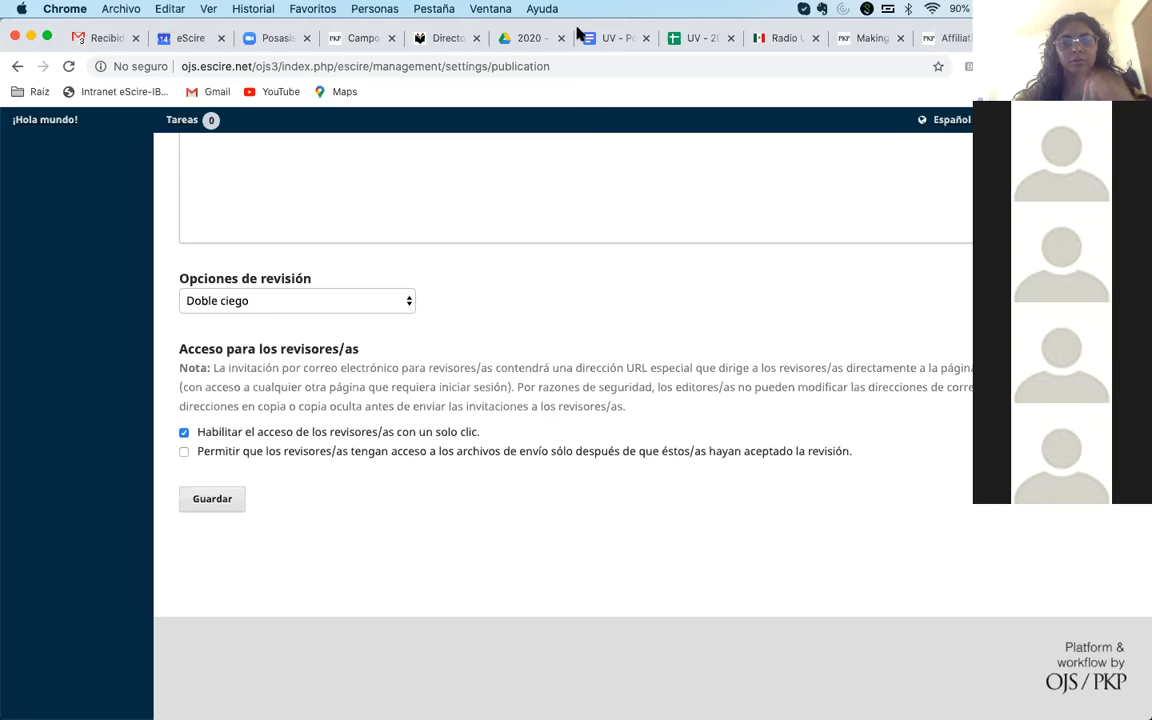 Chrome Archivo Editar Ver Historial Favoritos Personas Pestaña Ventana Ayuda 90%
Recibid eScire Posasis PKP Campo Directo 2020 - UV - Po UV - 20 Radio U PKP Making PKP Affiliat
No seguro ojs.escire.net/ojs3/index.php/escire/management/settings/publication
Raíz Intranet eScire-IB... Gmail YouTube Maps
¡Hola mundo! Tareas 0 Español
Opciones de revisión
Doble ciego
Acceso para los revisores/as
Nota: La invitación por correo electrónico para revisores/as contendrá una dirección URL especial que dirige a los revisores/as directamente a la página
(con acceso a cualquier otra página que requiera iniciar sesión). Por razones de seguridad, los editores/as no pueden modificar las direcciones de corre
direcciones en copia o copia oculta antes de enviar las invitaciones a los revisores/as.
Habilitar el acceso de los revisores/as con un solo clic.
Permitir que los revisores/as tengan acceso a los archivos de envío sólo después de que éstos/as hayan aceptado la revisión.
Guardar
Platform &
workflow by
OJS / PKP